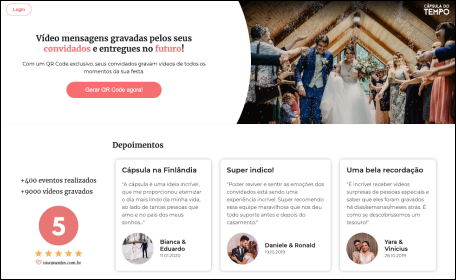 Login
CÁPSULA DO
TEMPO
Vídeo mensagens gravadas pelos seus
convidados e entregues no futuro!
Com um QR Code exclusivo, seus convidados gravam vídeos de todos os
momentos da sua festa.
Gerar QR Code agora!
Depoimentos
+400 eventos realizados
+9000 vídeos gravados
5
casamentos.com.br
Cápsula na Finlândia
"A cápsula é uma ideia incrível,
que me proporcionou eternizar
o dia mais lindo da minha vida,
ao lado de tantas pessoas que
amo e no país dos meus
sonhos..."
Bianca &
Eduardo
11.01.2020
Super indico!
"Poder reviver e sentir as emoções dos
convidados está sendo uma
experiência incrível. Super recomendo
essa equipe maravilhosa que nos deu
todo suporte antes e depois do
casamento."
Daniele & Ronald
19.10.2019
Uma bela recordação
"É incrível receber vídeos
surpresas de pessoas especiais e
saber que eles foram gravados
há dias/semanas/meses atrás. É
como se descobríssemos um
tesouro!"
Yara &
Vinicius
26.10.2019